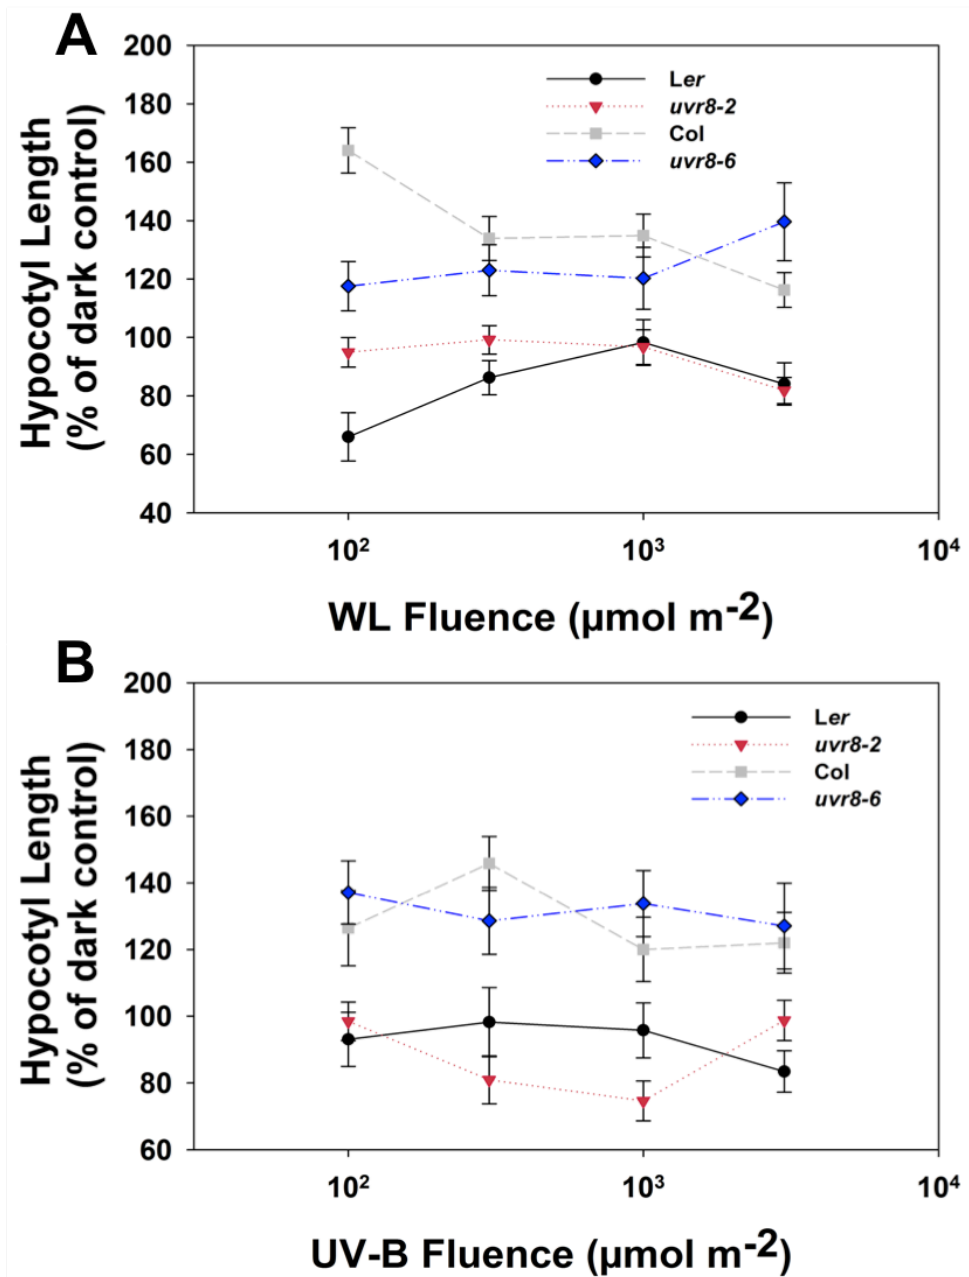 A
Hypocotyl Length
(% of dark control)
200
180
160
140
120
100
80
60
40
Ler
uvr8-2
Col
uvr8-6
10²
10³
10⁴
WL Fluence (µmol m⁻²)
B
Hypocotyl Length
(% of dark control)
200
180
160
140
120
100
80
60
Ler
uvr8-2
Col
uvr8-6
10²
10³
10⁴
UV-B Fluence (µmol m⁻²)